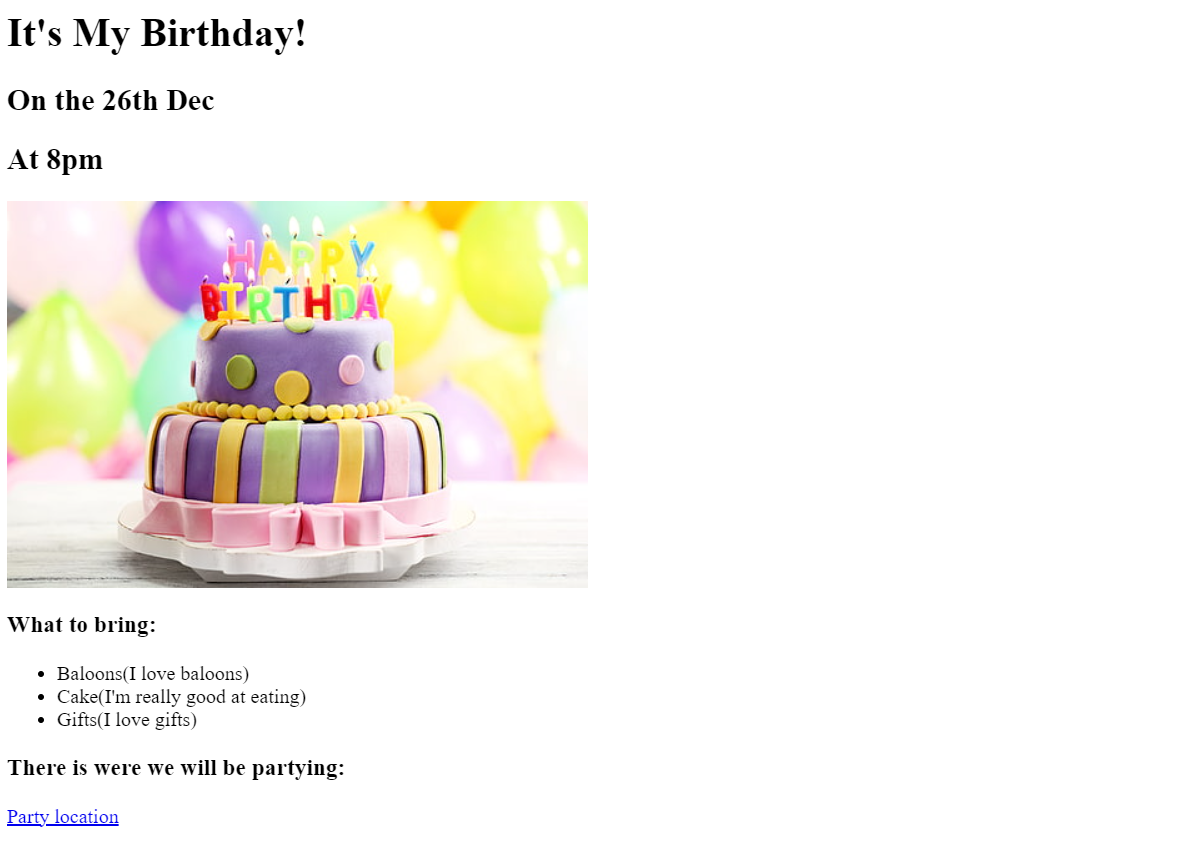 It's My Birthday!
On the 26th Dec
At 8pm
HAPPY
BIRTHDAY
What to bring:
Baloons(I love baloons)
Cake(I'm really good at eating)
Gifts(I love gifts)
There is were we will be partying:
Party location